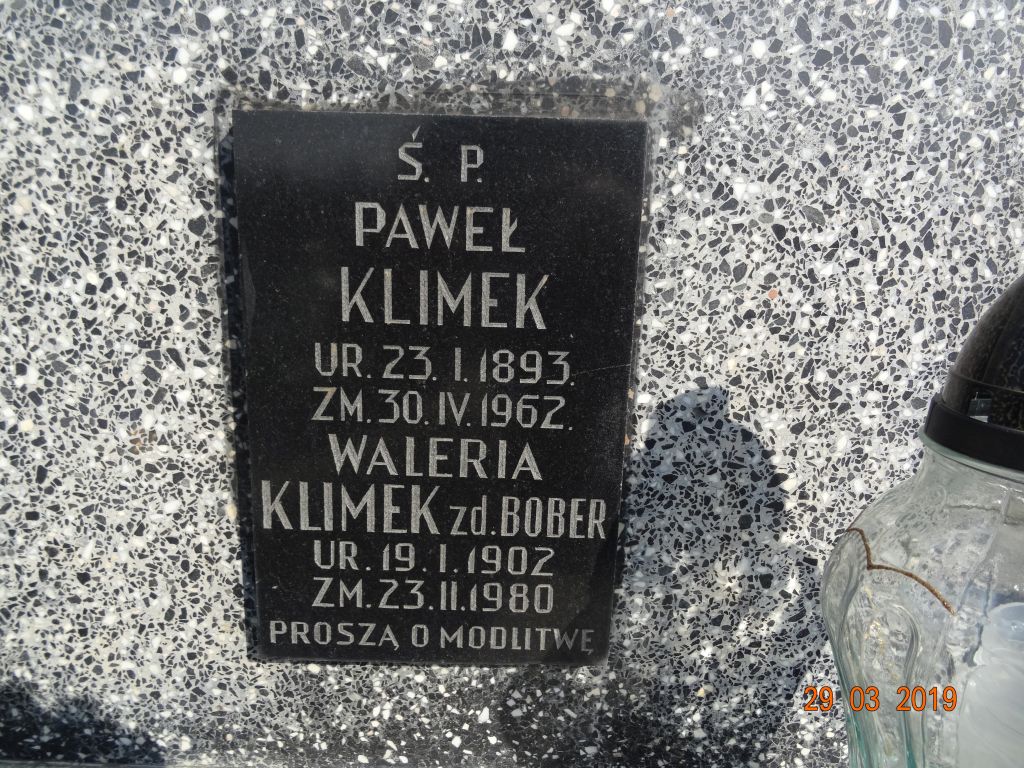 Ś. P.
PAWEŁ
KLIMEK
UR. 23. I. 1893.
ZM. 30. IV. 1962.
WALERIA
KLIMEK zd. BOBER
UR. 19. I. 1902
ZM. 23. II. 1980
PROSZĄ O MODLITWĘ
29 03 2019